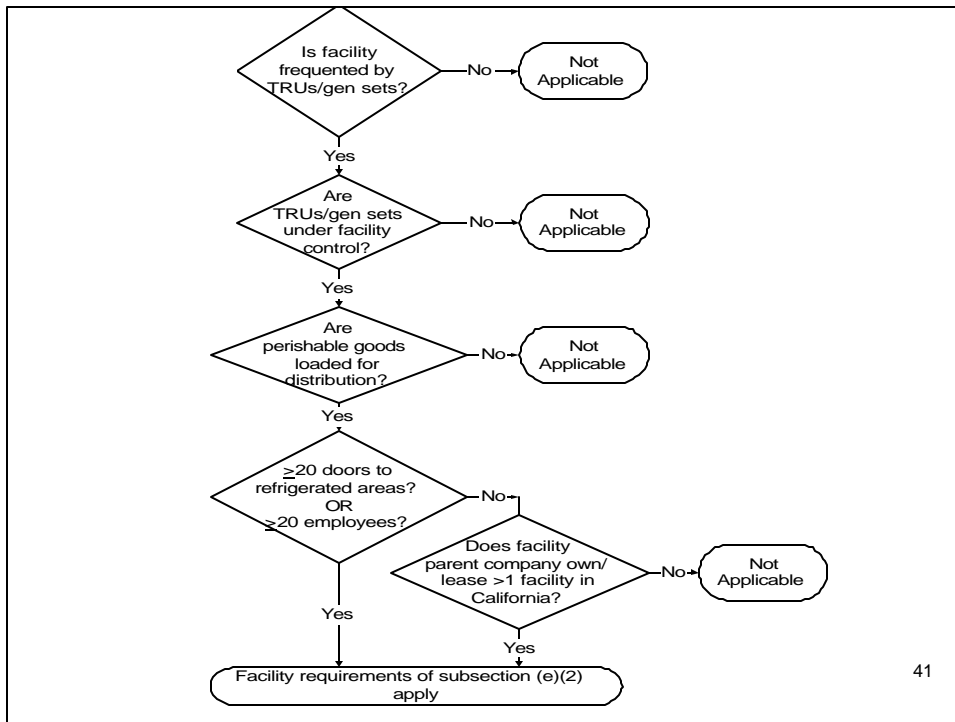 Is facility
frequented by
TRUs/gen sets?
No
Not
Applicable
Yes
Are
TRUs/gen sets
under facility
control?
No
Not
Applicable
Yes
Are
perishable goods
loaded for
distribution?
No
Not
Applicable
Yes
≥20 doors to
refrigerated areas?
OR
≥20 employees?
No
Does facility
parent company own/
lease >1 facility in
California?
No
Not
Applicable
Yes
Yes
Facility requirements of subsection (e)(2)
apply
41